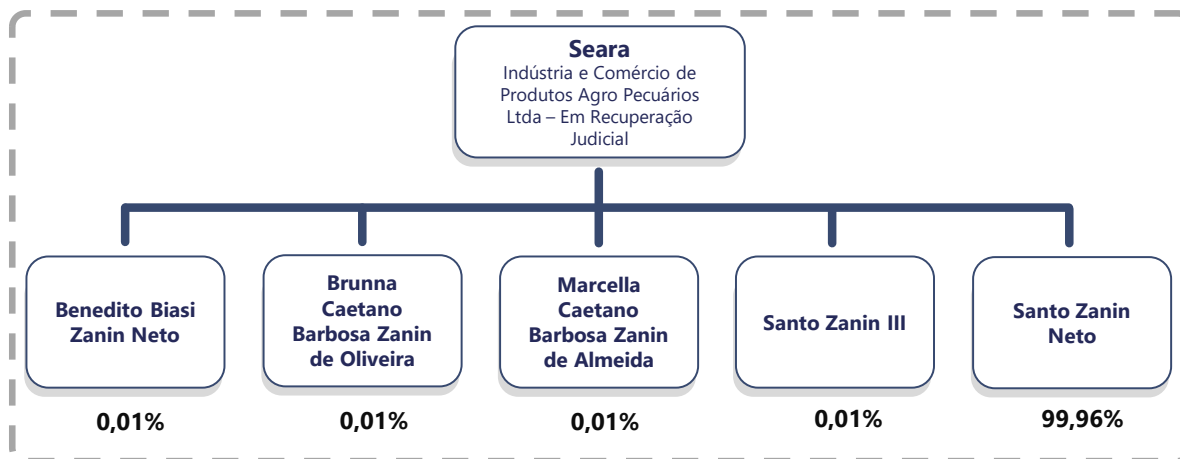 Seara
Indústria e Comércio de
Produtos Agro Pecuários
Ltda – Em Recuperação
Judicial
Benedito Biasi
Zanin Neto
0,01%
Brunna
Caetano
Barbosa Zanin
de Oliveira
0,01%
Marcella
Caetano
Barbosa Zanin
de Almeida
0,01%
Santo Zanin III
0,01%
Santo Zanin
Neto
99,96%